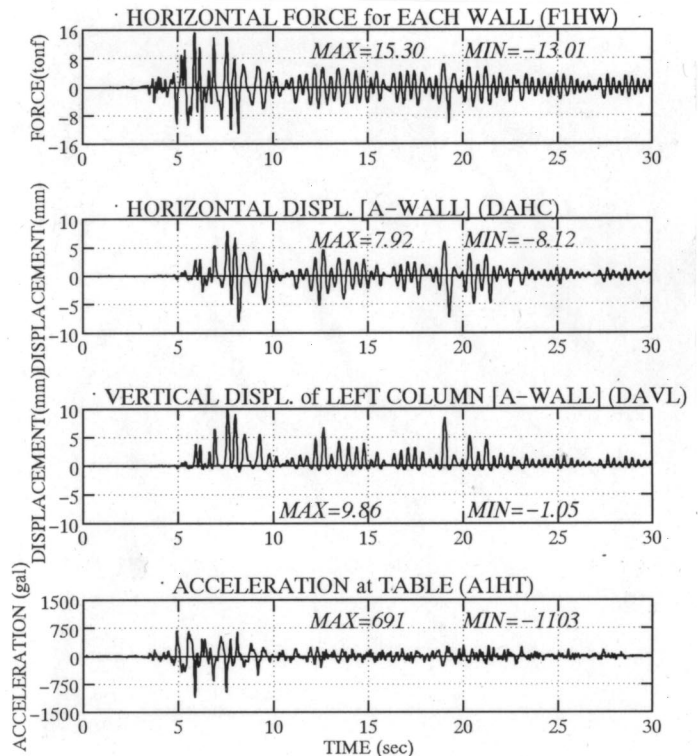 HORIZONTAL FORCE for EACH WALL (F1HW)
MAX=15.30 MIN=−13.01
FORCE(tonf)
16
8
0
−8
−16
0 5 10 15 20 25 30
HORIZONTAL DISPL. [A−WALL] (DAHC)
MAX=7.92 MIN=−8.12
DISPLACEMENT(mm)
10
5
0
−5
−10
0 5 10 15 20 25 30
VERTICAL DISPL. of LEFT COLUMN [A−WALL] (DAVL)
DISPLACEMENT(mm)
10
5
0
−5
−10
MAX=9.86 MIN=−1.05
0 5 10 15 20 25 30
ACCELERATION at TABLE (A1HT)
MAX=691 MIN=−1103
ACCELERATION (gal)
1500
750
0
−750
−1500
0 5 10 15 20 25 30
TIME (sec)